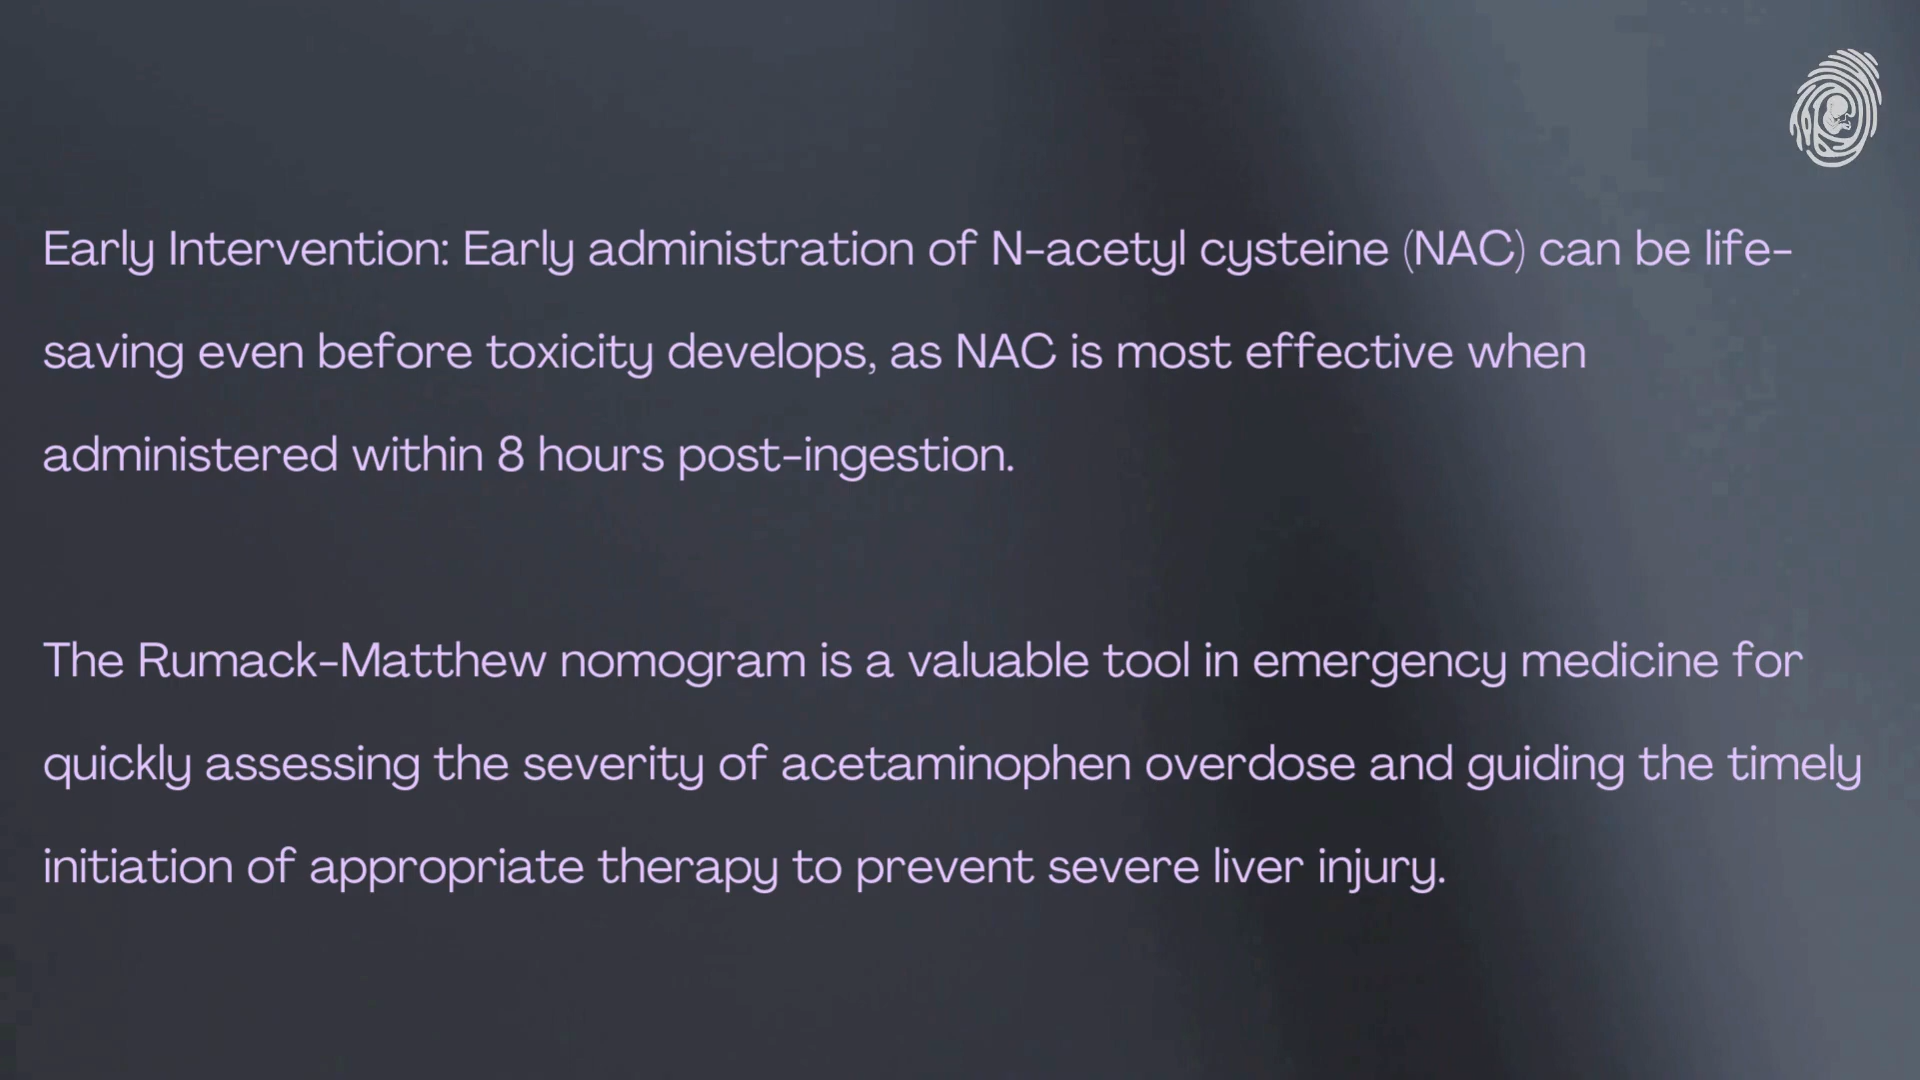 Early Intervention: Early administration of N-acetyl cysteine (NAC) can be life-
saving even before toxicity develops, as NAC is most effective when
administered within 8 hours post-ingestion.
The Rumack-Matthew nomogram is a valuable tool in emergency medicine for
quickly assessing the severity of acetaminophen overdose and guiding the timely
initiation of appropriate therapy to prevent severe liver injury.